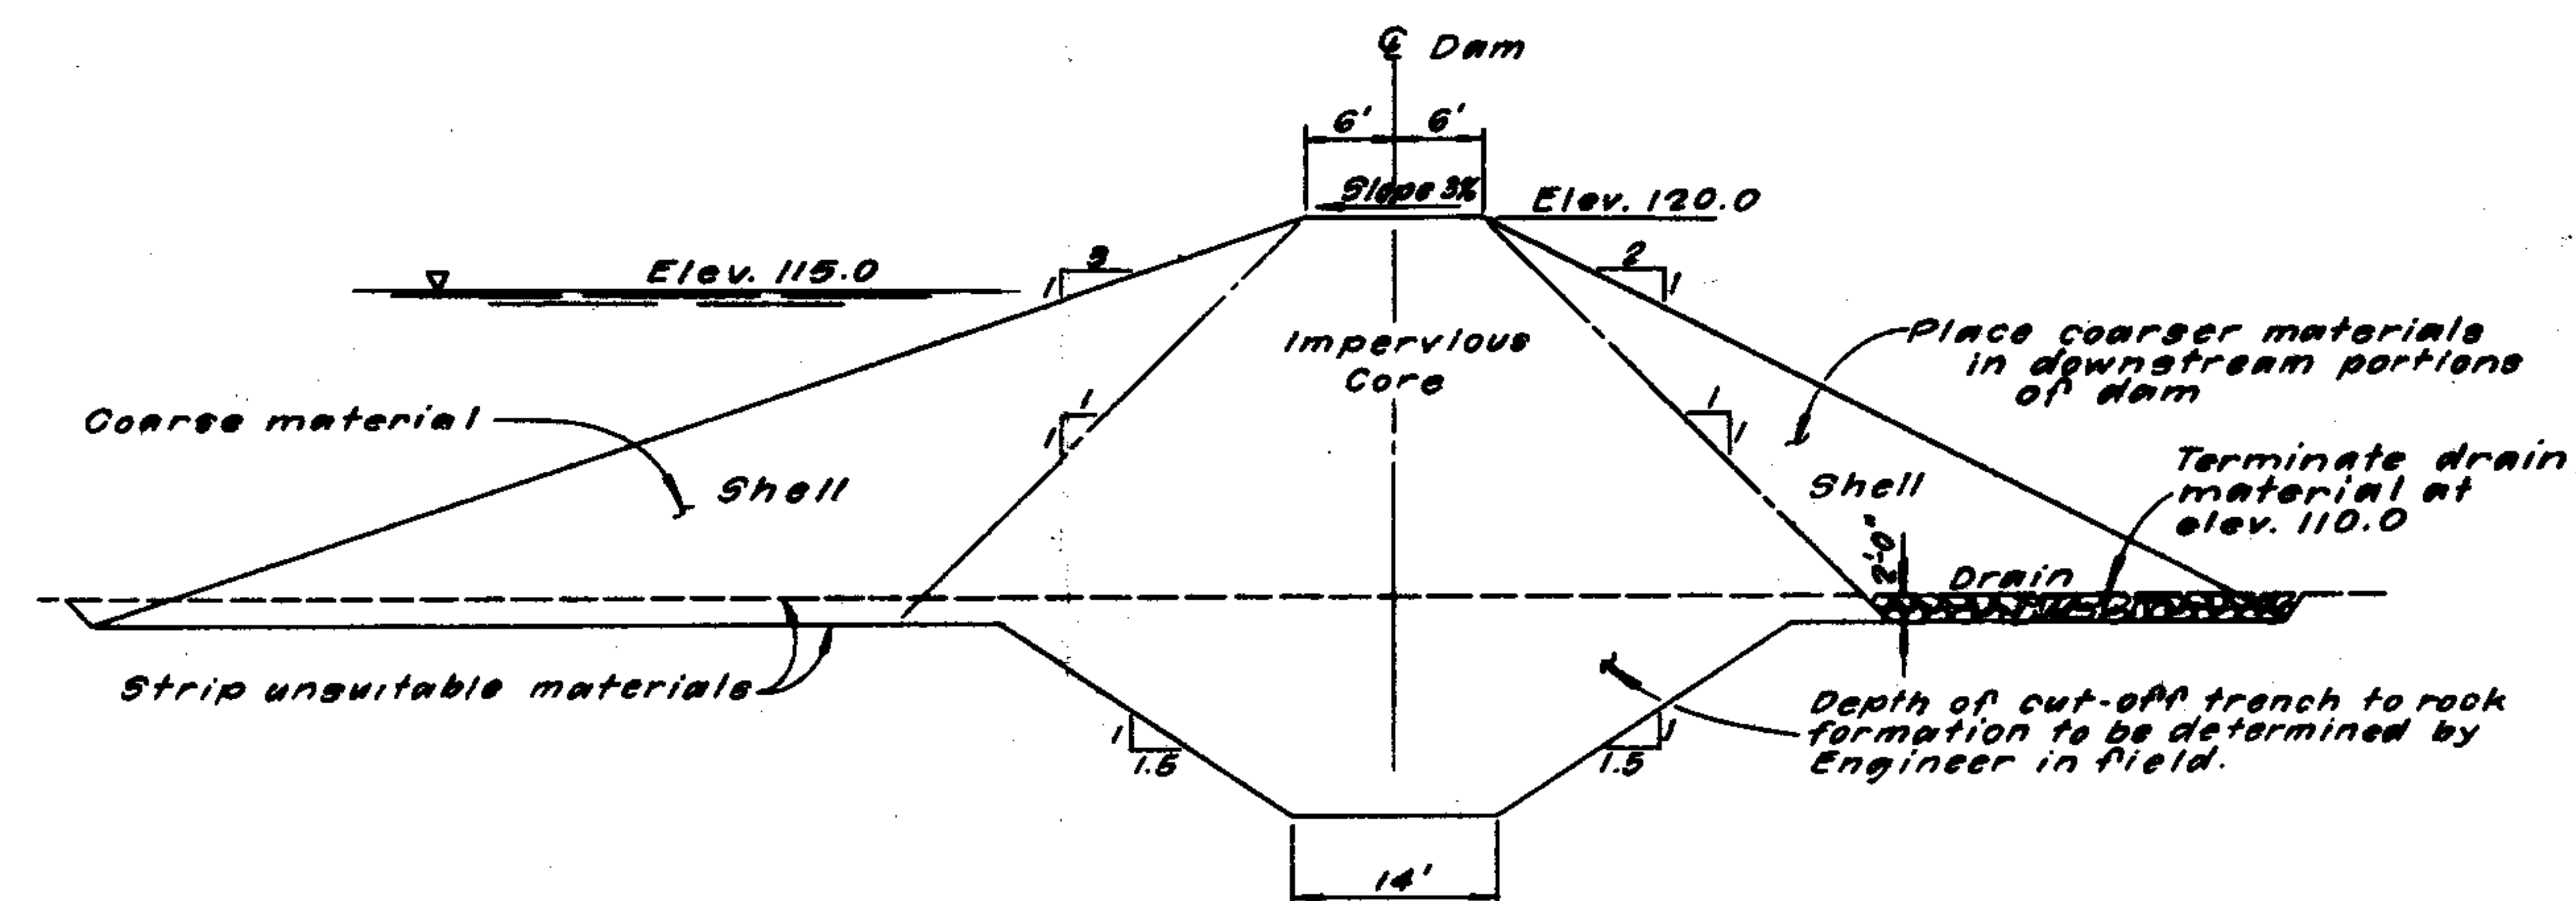 ℄ Dam
6' 6'
Slope 3%
Elev. 120.0
Elev. 115.0
3
1
2
1
Impervious
Core
Place coarser materials
in downstream portions
of dam
Coarse material
1
1
1
1
Shell
Shell
Terminate drain
material at
elev. 110.0
2'-0"
Drain
Strip unsuitable materials
Depth of cut-off trench to rock
formation to be determined by
Engineer in field.
1
1.5
1
1.5
14'